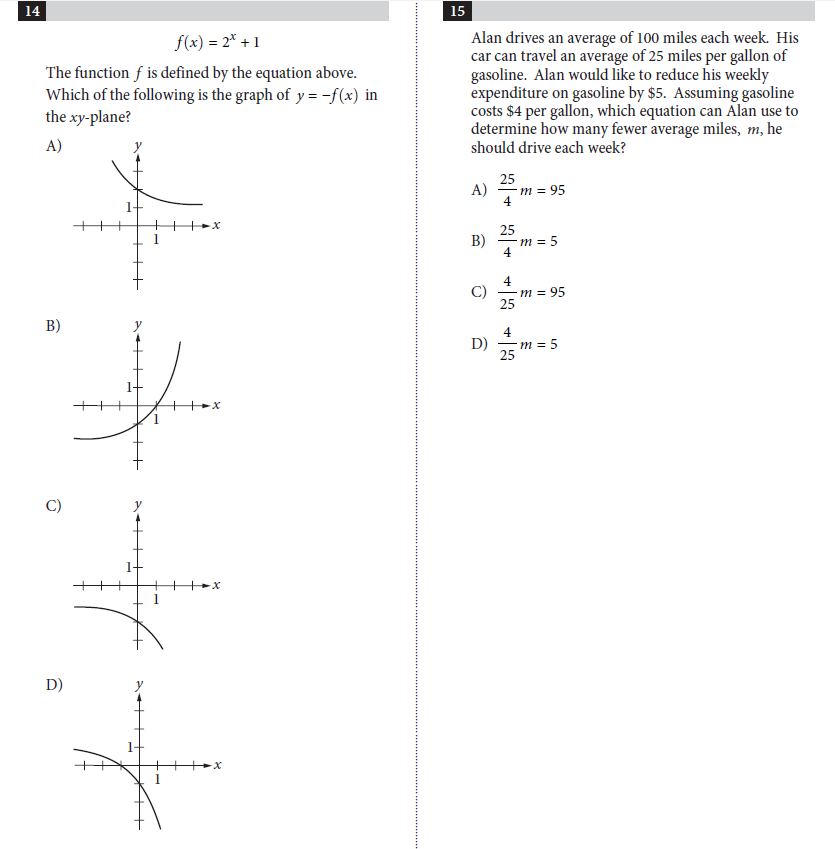 14
f(x) = 2ˣ + 1
The function f is defined by the equation above.
Which of the following is the graph of y = −f(x) in
the xy-plane?
A)
y
1
x
1
B)
y
1
x
1
C)
y
1
x
1
D)
y
1
x
1
15
Alan drives an average of 100 miles each week. His
car can travel an average of 25 miles per gallon of
gasoline. Alan would like to reduce his weekly
expenditure on gasoline by $5. Assuming gasoline
costs $4 per gallon, which equation can Alan use to
determine how many fewer average miles, m, he
should drive each week?
A) 25/4 m = 95
B) 25/4 m = 5
C) 4/25 m = 95
D) 4/25 m = 5